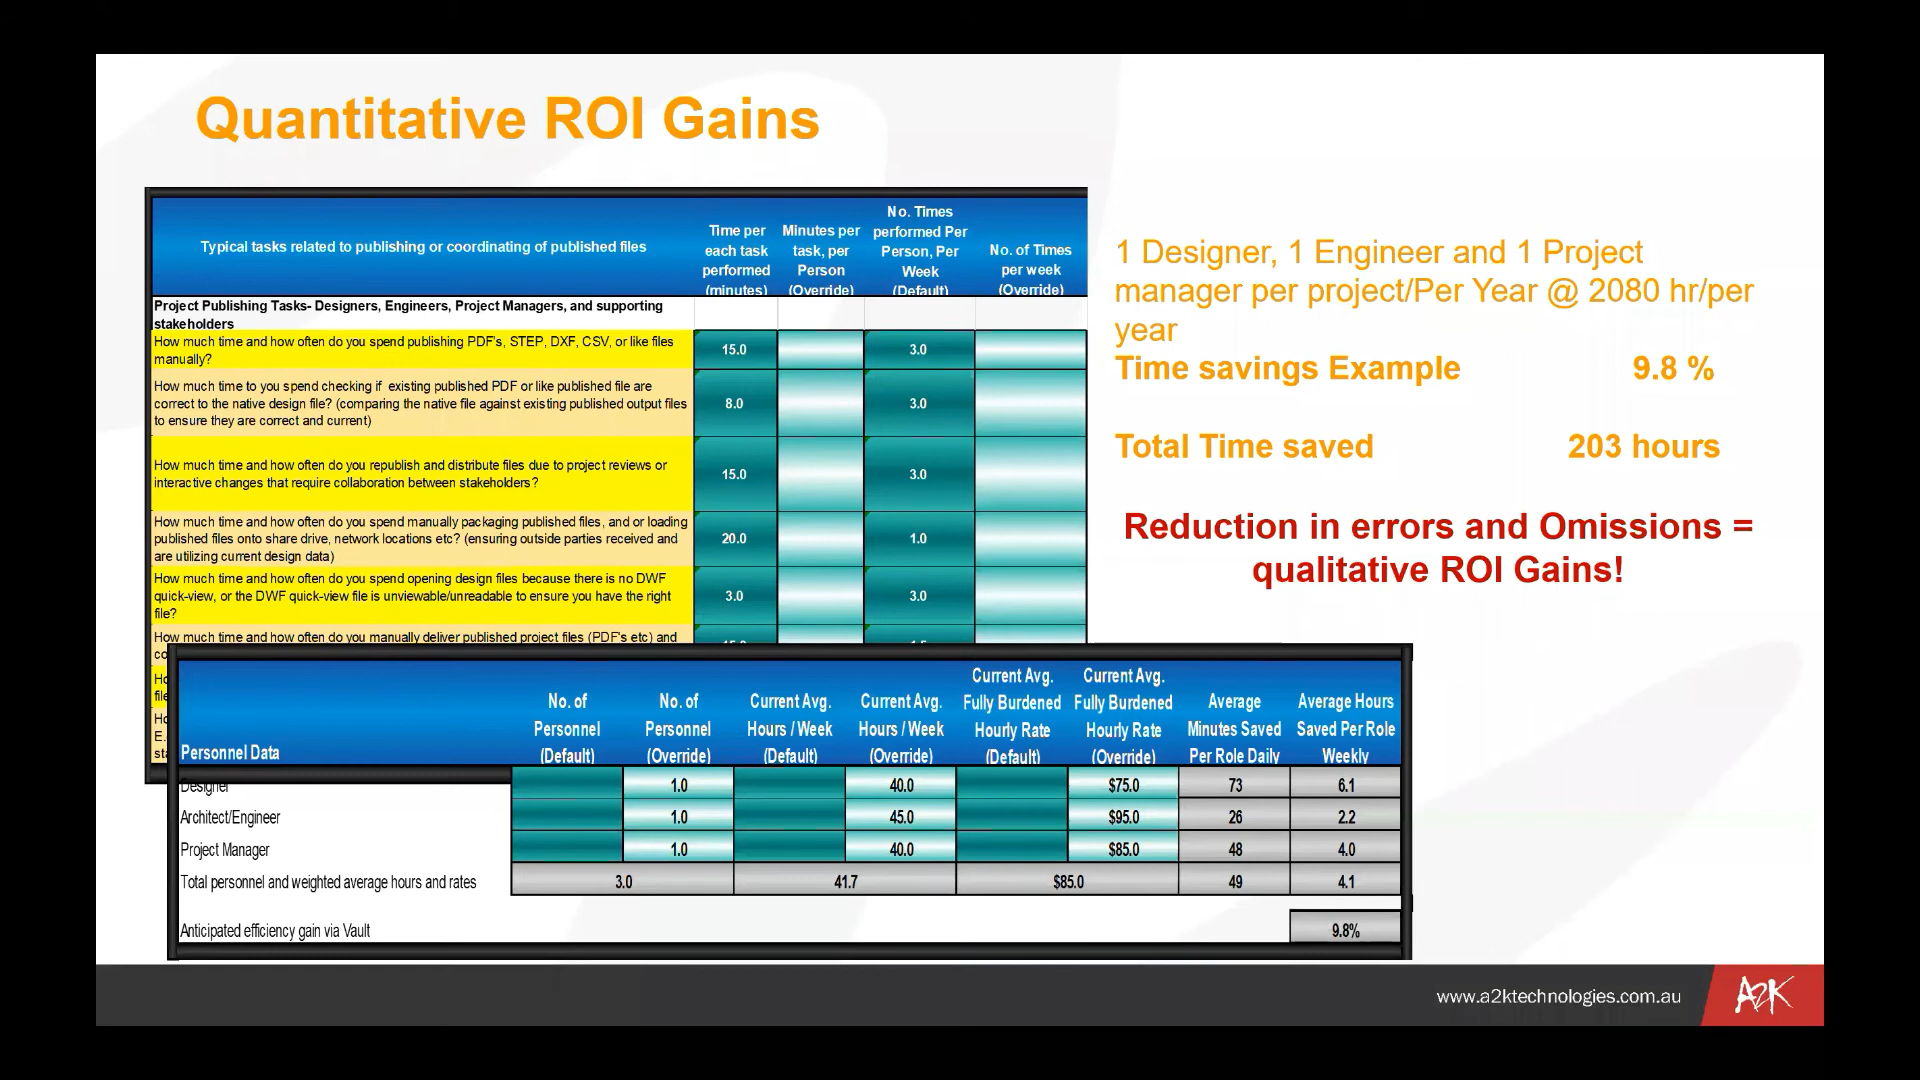 Quantitative ROI Gains
Typical tasks related to publishing or coordinating of published files
Time per
each task
performed
(minutes)
Minutes per
task, per
Person
(Override)
No. Times
performed Per
Person, Per
Week
(Default)
No. of Times
per week
(Override)
Project Publishing Tasks- Designers, Engineers, Project Managers, and supporting
stakeholders
How much time and how often do you spend publishing PDF's, STEP, DXF, CSV, or like files
manually?
15.0 3.0
How much time to you spend checking if existing published PDF or like published file are
correct to the native design file? (comparing the native file against existing published output files
to ensure they are correct and current)
8.0 3.0
How much time and how often do you republish and distribute files due to project reviews or
interactive changes that require collaboration between stakeholders?
15.0 3.0
How much time and how often do you spend manually packaging published files, and or loading
published files onto share drive, network locations etc? (ensuring outside parties received and
are utilizing current design data)
20.0 1.0
How much time and how often do you spend opening design files because there is no DWF
quick-view, or the DWF quick-view file is unviewable/unreadable to ensure you have the right
file?
3.0 3.0
How much time and how often do you manually deliver published project files (PDF's etc) and
1 Designer, 1 Engineer and 1 Project
manager per project/Per Year @ 2080 hr/per
year
Time savings Example 9.8 %
Total Time saved 203 hours
Reduction in errors and Omissions =
qualitative ROI Gains!
Personnel Data
No. of
Personnel
(Default)
No. of
Personnel
(Override)
Current Avg.
Hours / Week
(Default)
Current Avg.
Hours / Week
(Override)
Current Avg.
Fully Burdened
Hourly Rate
(Default)
Current Avg.
Fully Burdened
Hourly Rate
(Override)
Average
Minutes Saved
Per Role Daily
Average Hours
Saved Per Role
Weekly
Designer 1.0 40.0 $75.0 73 6.1
Architect/Engineer 1.0 45.0 $95.0 26 2.2
Project Manager 1.0 40.0 $85.0 48 4.0
Total personnel and weighted average hours and rates 3.0 41.7 $85.0 49 4.1
Anticipated efficiency gain via Vault 9.8%
www.a2ktechnologies.com.au
A2K